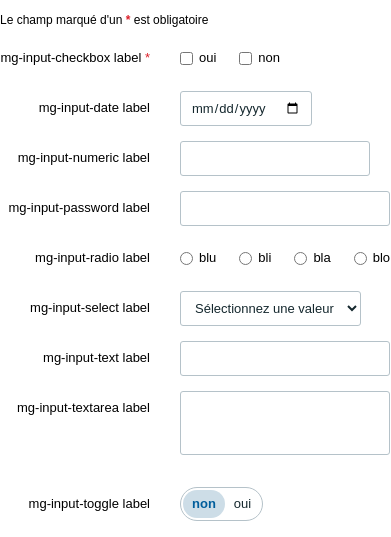 Le champ marqué d'un * est obligatoire
mg-input-checkbox label * oui non
mg-input-date label mm/dd/yyyy
mg-input-numeric label
mg-input-password label
mg-input-radio label blu bli bla blo
mg-input-select label Sélectionnez une valeur
mg-input-text label
mg-input-textarea label
mg-input-toggle label non oui